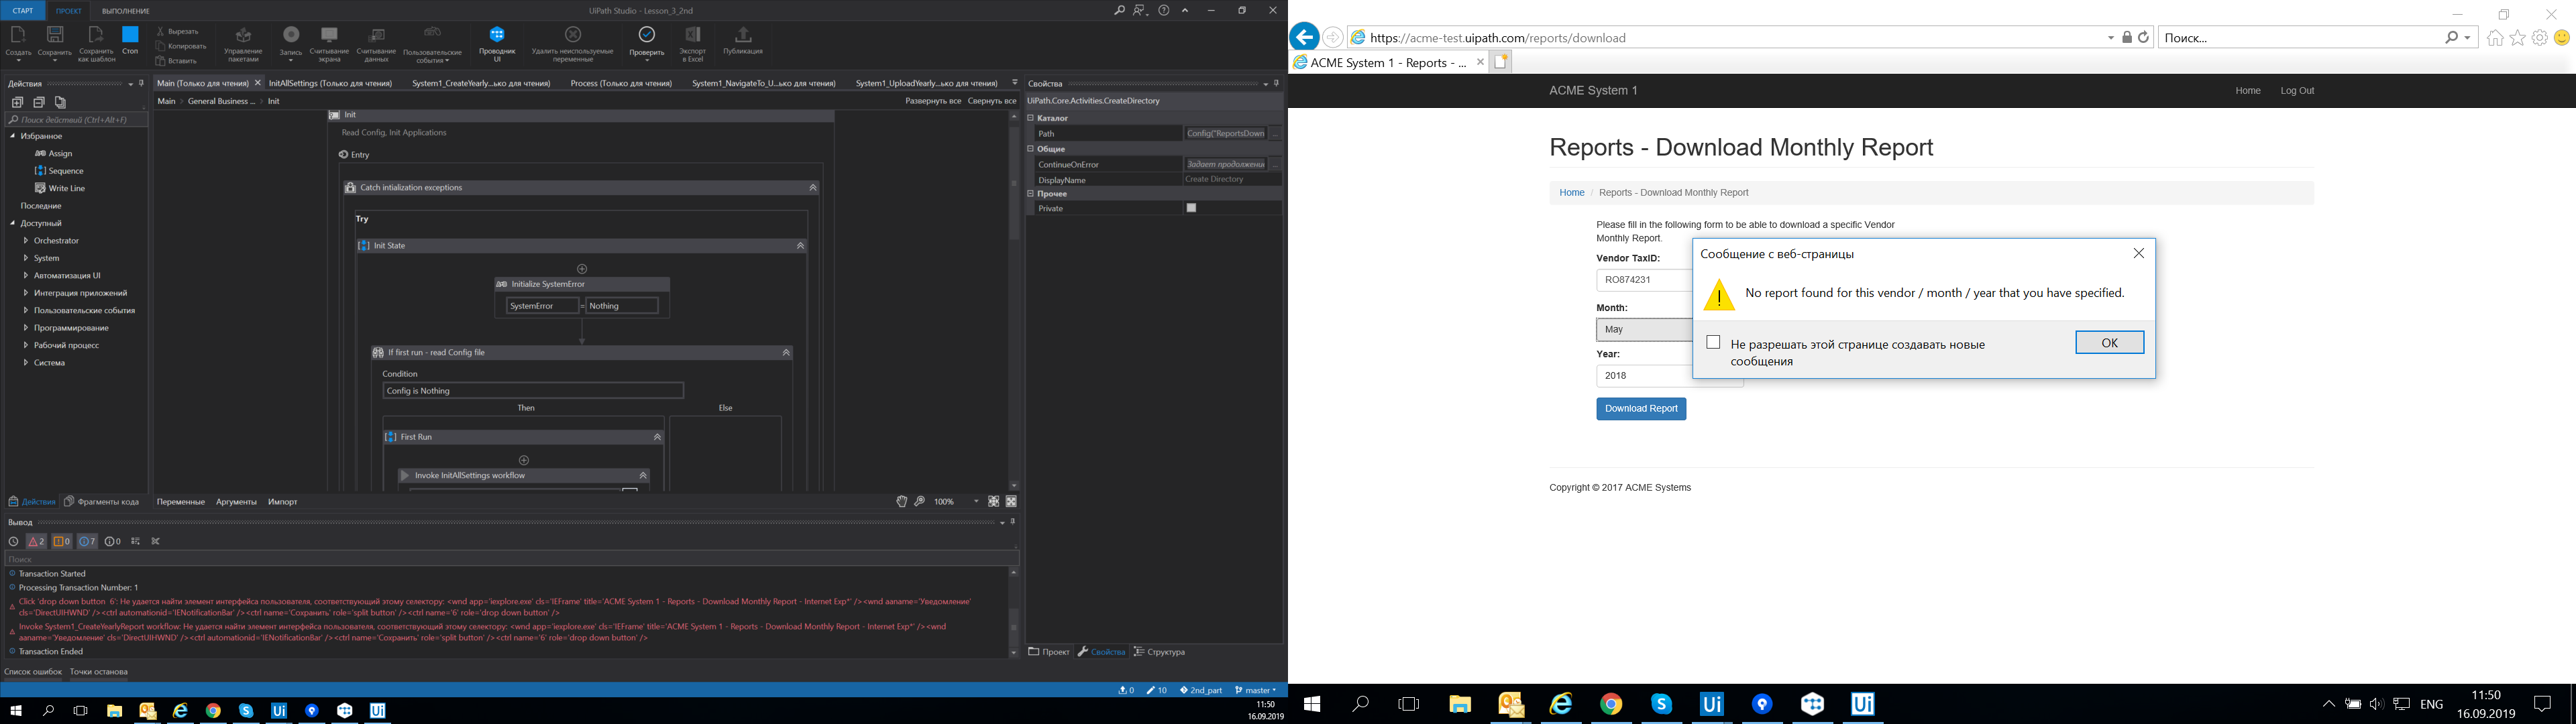 СТАРТ
ПРОЕКТ
ВЫПОЛНЕНИЕ
UiPath Studio - Lesson_3_2nd
Создать
Сохранить
Сохранить как шаблон
Стоп
Вырезать
Копировать
Вставить
Управление пакетами
Запись
Считывание экрана
Считывание данных
Пользовательские события
Проводник UI
Удалить неиспользуемые переменные
Проверить
Экспорт в Excel
Публикация
Действия
Main (Только для чтения)
InitAllSettings (Только для чтения)
System1_CreateYearly...ько для чтения)
Process (Только для чтения)
System1_NavigateTo_U...ько для чтения)
System1_UploadYearly...ько для чтения)
Main > General Business ... > Init
Развернуть все
Свернуть все
Поиск действий (Ctrl+Alt+F)
Избранное
Assign
Sequence
Write Line
Последние
Доступный
Orchestrator
System
Автоматизация UI
Интеграция приложений
Пользовательские события
Программирование
Рабочий процесс
Система
Действия
Фрагменты кода
Init
Read Config, Init Applications
Entry
Catch intialization exceptions
Try
Init State
Initialize SystemError
SystemError = Nothing
If first run - read Config file
Condition
Config is Nothing
Then
Else
First Run
Invoke InitAllSettings workflow
Переменные
Аргументы
Импорт
100%
Свойства
UiPath.Core.Activities.CreateDirectory
Каталог
Path
Config("ReportsDown
...
Общие
ContinueOnError
Задает продолжени
...
DisplayName
Create Directory
Прочее
Private
Проект
Свойства
Структура
Вывод
2
0
7
0
Поиск
Transaction Started
Processing Transaction Number: 1
Click 'drop down button  6': Не удается найти элемент интерфейса пользователя, соответствующий этому селектору: <wnd app='iexplore.exe' cls='IEFrame' title='ACME System 1 - Reports - Download Monthly Report - Internet Exp*' /><wnd aaname='Уведомление'
cls='DirectUIHWND' /><ctrl automationid='IENotificationBar' /><ctrl name='Сохранить' role='split button' /><ctrl name='6' role='drop down button' />
Invoke System1_CreateYearlyReport workflow: Не удается найти элемент интерфейса пользователя, соответствующий этому селектору: <wnd app='iexplore.exe' cls='IEFrame' title='ACME System 1 - Reports - Download Monthly Report - Internet Exp*' /><wnd
aaname='Уведомление' cls='DirectUIHWND' /><ctrl automationid='IENotificationBar' /><ctrl name='Сохранить' role='split button' /><ctrl name='6' role='drop down button' />
Transaction Ended
Список ошибок
Точки останова
0
10
2nd_part
master
11:50
16.09.2019
https://acme-test.uipath.com/reports/download
Поиск...
ACME System 1 - Reports - ...
ACME System 1
Home
Log Out
Reports - Download Monthly Report
Home / Reports - Download Monthly Report
Please fill in the following form to be able to download a specific Vendor
Monthly Report.
Vendor TaxID:
RO874231
Month:
May
Year:
2018
Download Report
Сообщение с веб-страницы
No report found for this vendor / month / year that you have specified.
Не разрешать этой странице создавать новые
сообщения
OK
Copyright © 2017 ACME Systems
ENG
11:50
16.09.2019